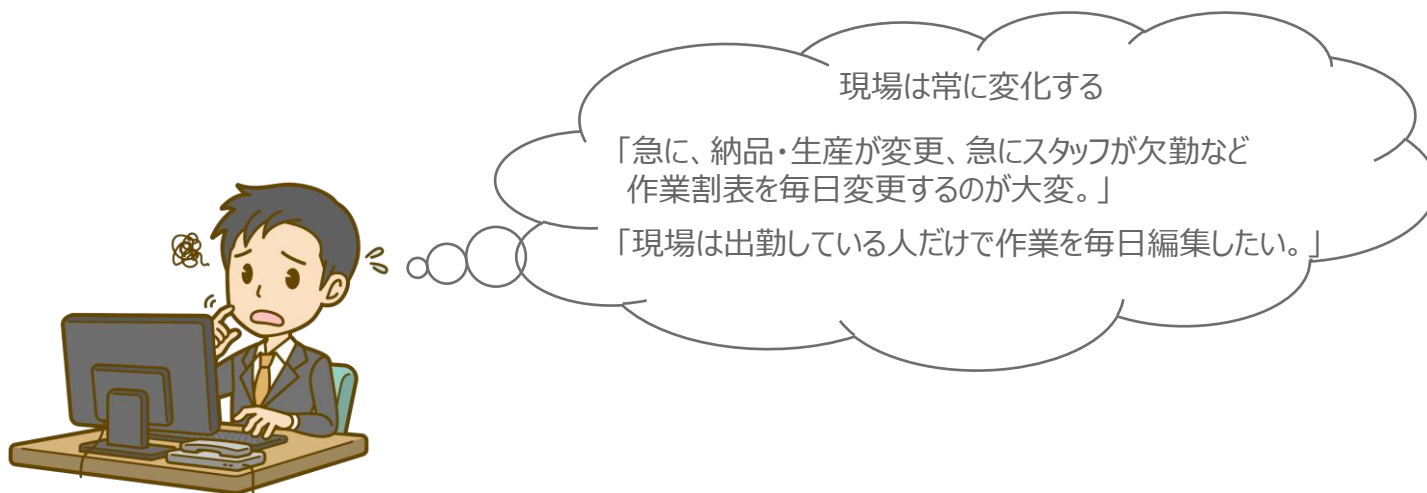 現場は常に変化する
「急に、納品・生産が変更、急にスタッフが欠勤など
作業割表を毎日変更するのが大変。」
「現場は出勤している人だけで作業を毎日編集したい。」